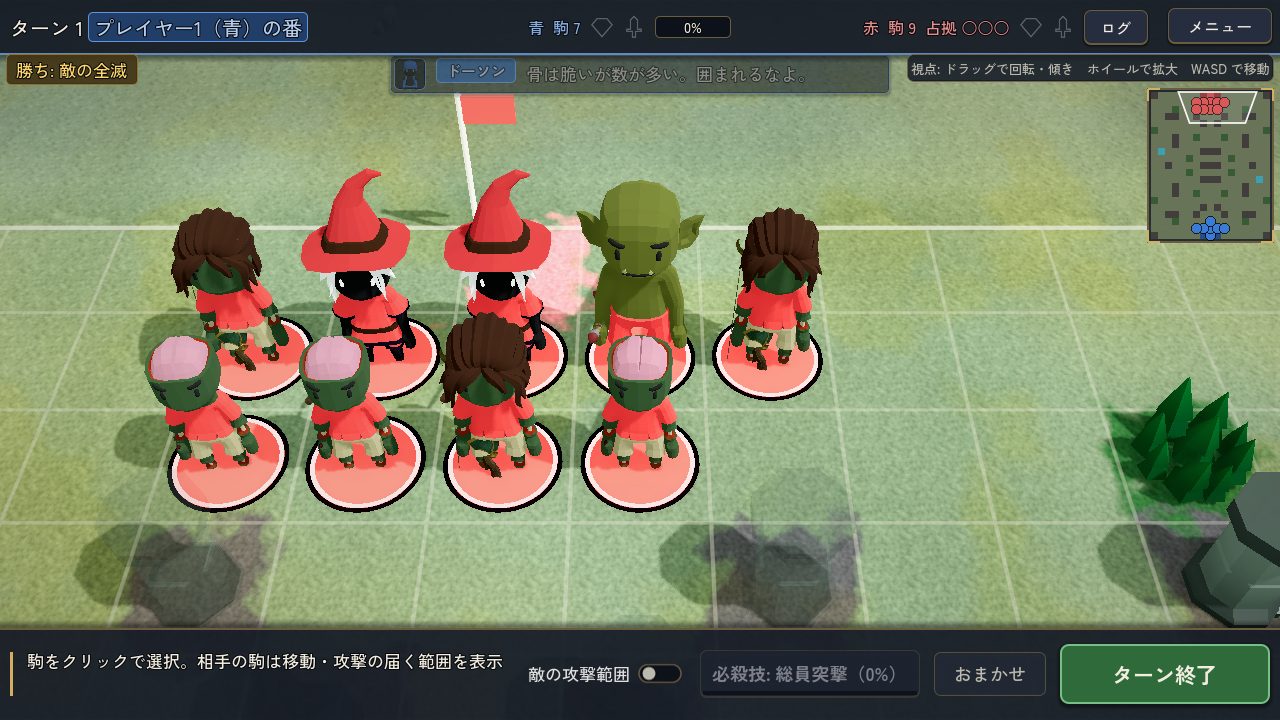 ターン 1 プレイヤー1（青）の番 青 駒 7 0% 赤 駒 9 占拠 〇〇〇 ログ メニュー
勝ち: 敵の全滅
ドーソン 骨は脆いが数が多い。囲まれるなよ。
視点: ドラッグで回転・傾き ホイールで拡大 WASD で移動
駒をクリックで選択。相手の駒は移動・攻撃の届く範囲を表示
敵の攻撃範囲 必殺技: 総員突撃（0%） おまかせ ターン終了